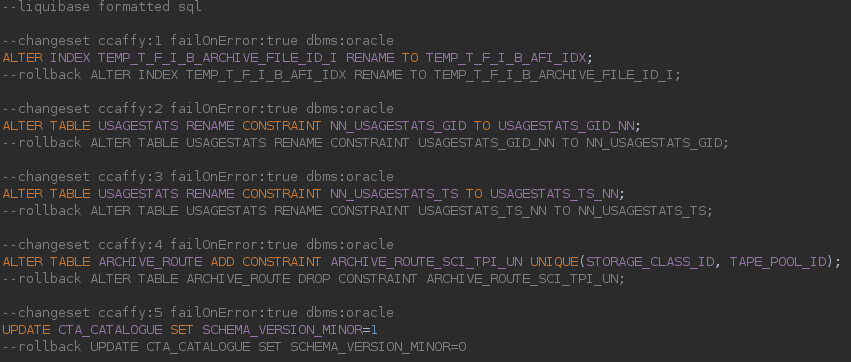 --liquibase formatted sql
--changeset ccaffy:1 failOnError:true dbms:oracle
ALTER INDEX TEMP_T_F_I_B_ARCHIVE_FILE_ID_I RENAME TO TEMP_T_F_I_B_AFI_IDX;
--rollback ALTER INDEX TEMP_T_F_I_B_AFI_IDX RENAME TO TEMP_T_F_I_B_ARCHIVE_FILE_ID_I;
--changeset ccaffy:2 failOnError:true dbms:oracle
ALTER TABLE USAGESTATS RENAME CONSTRAINT NN_USAGESTATS_GID TO USAGESTATS_GID_NN;
--rollback ALTER TABLE USAGESTATS RENAME CONSTRAINT USAGESTATS_GID_NN TO NN_USAGESTATS_GID;
--changeset ccaffy:3 failOnError:true dbms:oracle
ALTER TABLE USAGESTATS RENAME CONSTRAINT NN_USAGESTATS_TS TO USAGESTATS_TS_NN;
--rollback ALTER TABLE USAGESTATS RENAME CONSTRAINT USAGESTATS_TS_NN TO NN_USAGESTATS_TS;
--changeset ccaffy:4 failOnError:true dbms:oracle
ALTER TABLE ARCHIVE_ROUTE ADD CONSTRAINT ARCHIVE_ROUTE_SCI_TPI_UN UNIQUE(STORAGE_CLASS_ID, TAPE_POOL_ID);
--rollback ALTER TABLE ARCHIVE_ROUTE DROP CONSTRAINT ARCHIVE_ROUTE_SCI_TPI_UN;
--changeset ccaffy:5 failOnError:true dbms:oracle
UPDATE CTA_CATALOGUE SET SCHEMA_VERSION_MINOR=1
--rollback UPDATE CTA_CATALOGUE SET SCHEMA_VERSION_MINOR=0